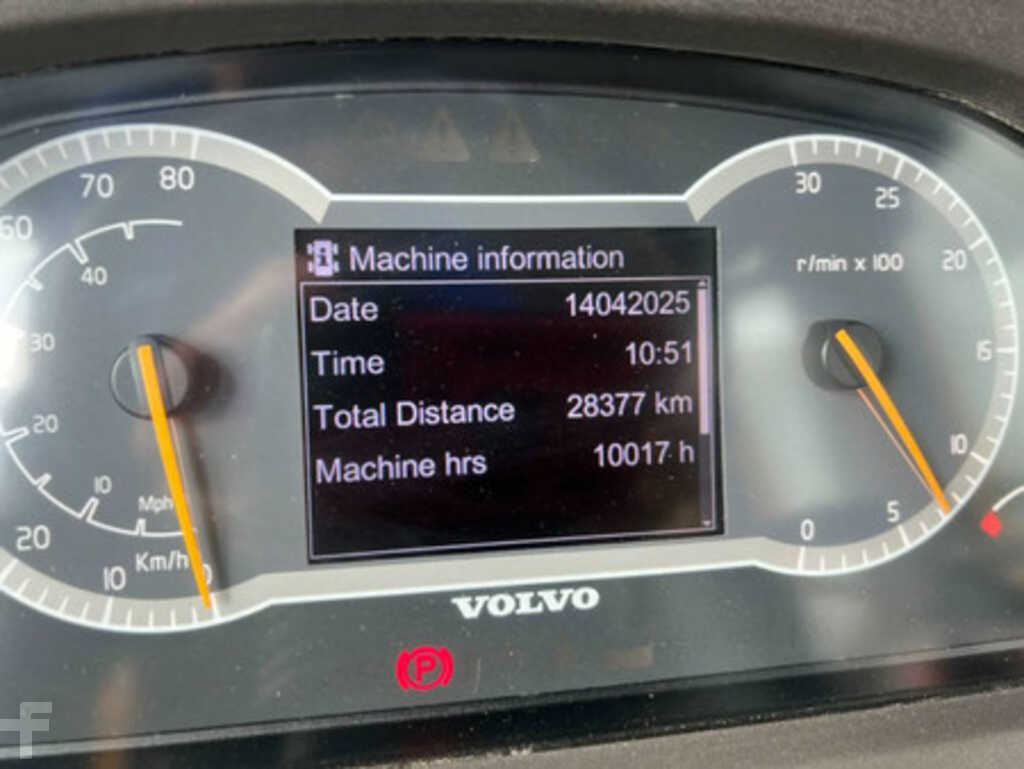 Machine information
Date 14042025
Time 10:51
Total Distance 28377 km
Machine hrs 10017 h
60 70 80
40
30
20
10
Mph
20
10
Km/h
0
30
25
r/min x 100
20
15
10
5
0
VOLVO
P
F